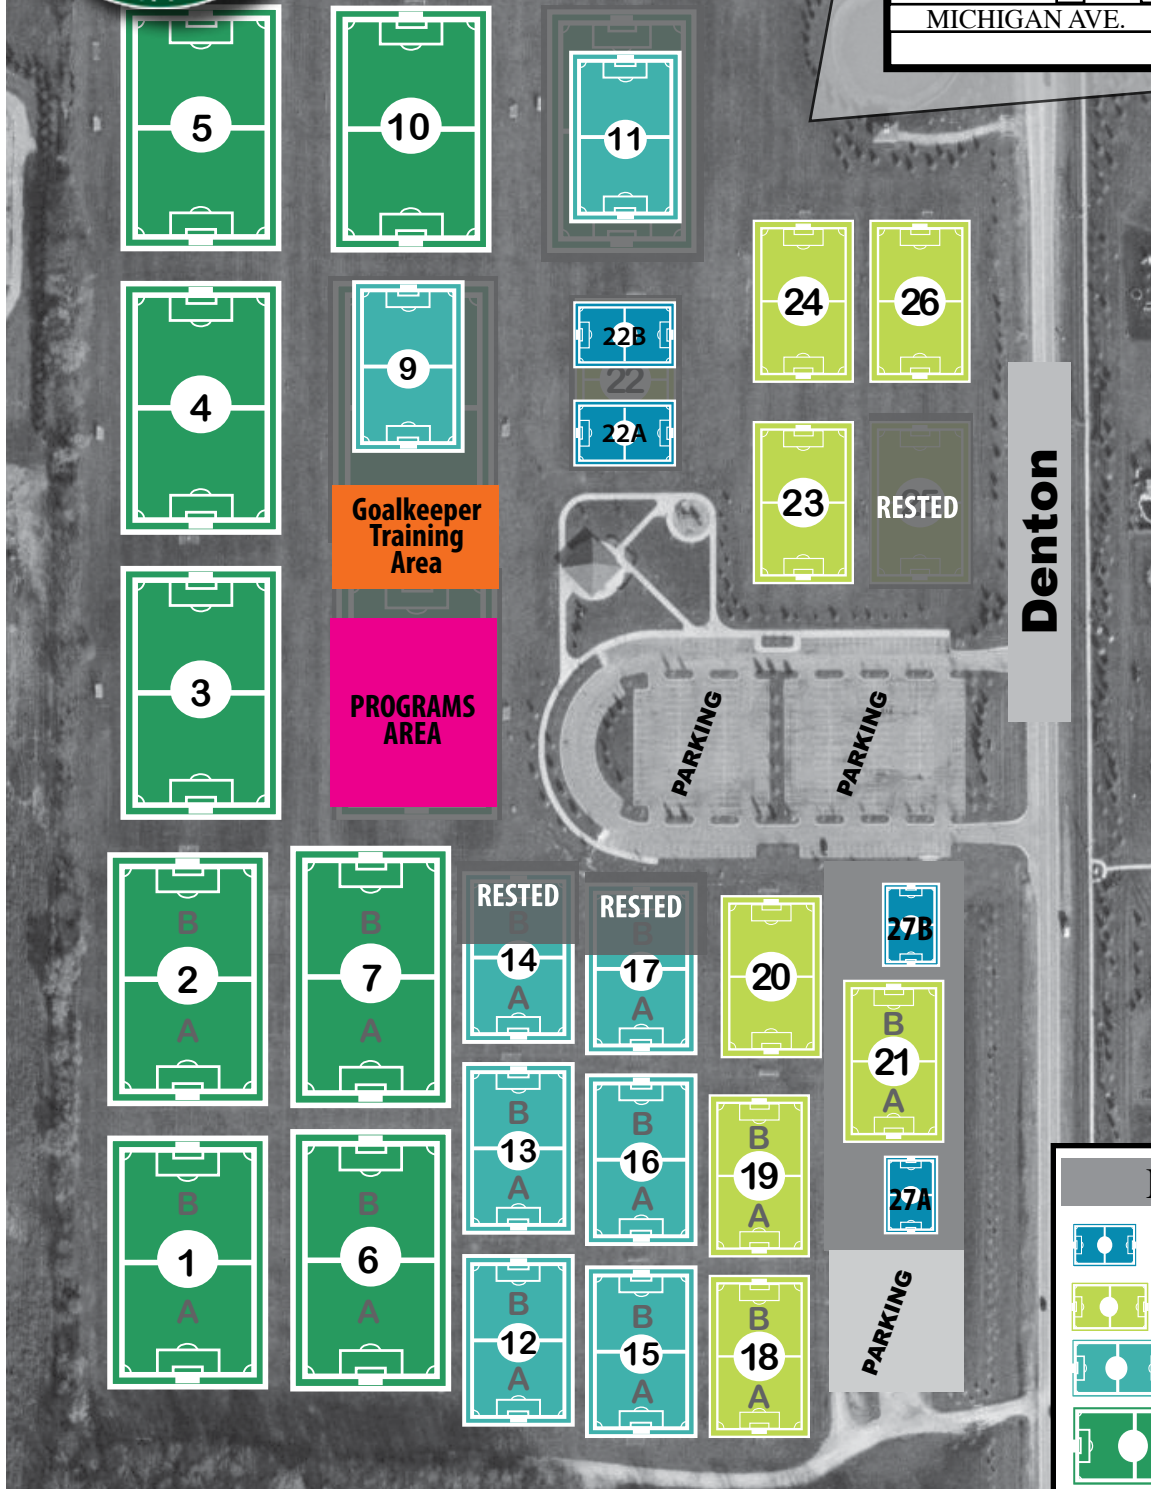 MICHIGAN AVE.
5
10
11
24
26
22B
22
22A
9
4
23
RESTED
Denton
Goalkeeper
Training
Area
3
PROGRAMS
AREA
PARKING
PARKING
B
2
A
B
7
A
RESTED
B
14
A
RESTED
B
17
A
20
27B
B
21
A
27A
B
13
A
B
16
A
B
19
A
B
1
A
B
6
A
B
12
A
B
15
A
B
18
A
PARKING